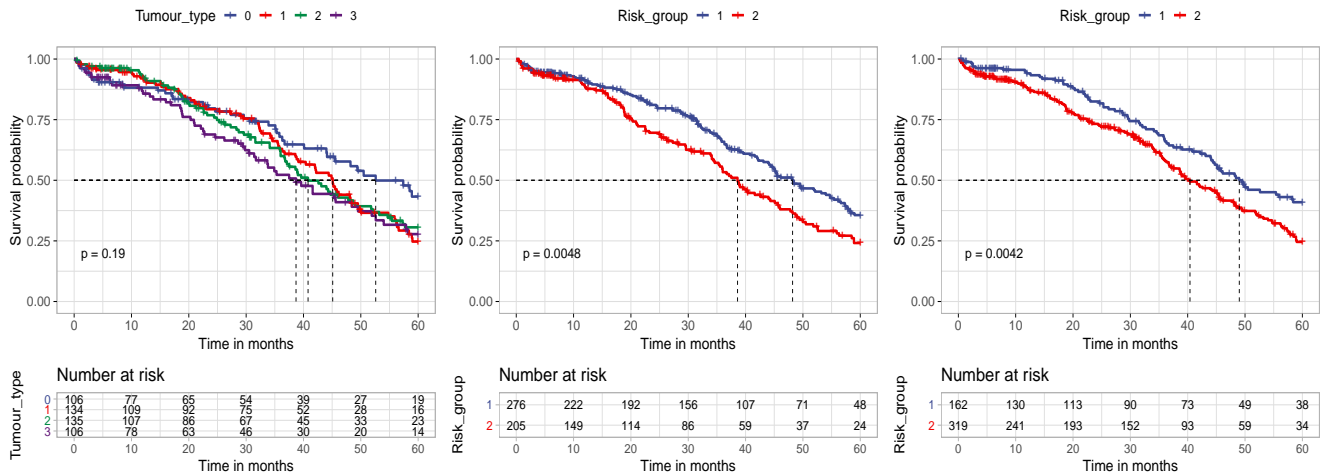 Tumour_type 0 1 2 3
Survival probability
1.00
0.75
0.50
0.25
0.00
p = 0.19
0 10 20 30 40 50 60
Time in months
Number at risk
Tumour_type
0 106 77 65 54 39 27 19
1 134 109 92 75 52 28 16
2 135 107 86 67 45 33 23
3 106 78 63 46 30 20 14
0 10 20 30 40 50 60
Time in months
Risk_group 1 2
Survival probability
1.00
0.75
0.50
0.25
0.00
p = 0.0048
0 10 20 30 40 50 60
Time in months
Number at risk
Risk_group
1 276 222 192 156 107 71 48
2 205 149 114 86 59 37 24
0 10 20 30 40 50 60
Time in months
Risk_group 1 2
Survival probability
1.00
0.75
0.50
0.25
0.00
p = 0.0042
0 10 20 30 40 50 60
Time in months
Number at risk
Risk_group
1 162 130 113 90 73 49 38
2 319 241 193 152 93 59 34
0 10 20 30 40 50 60
Time in months